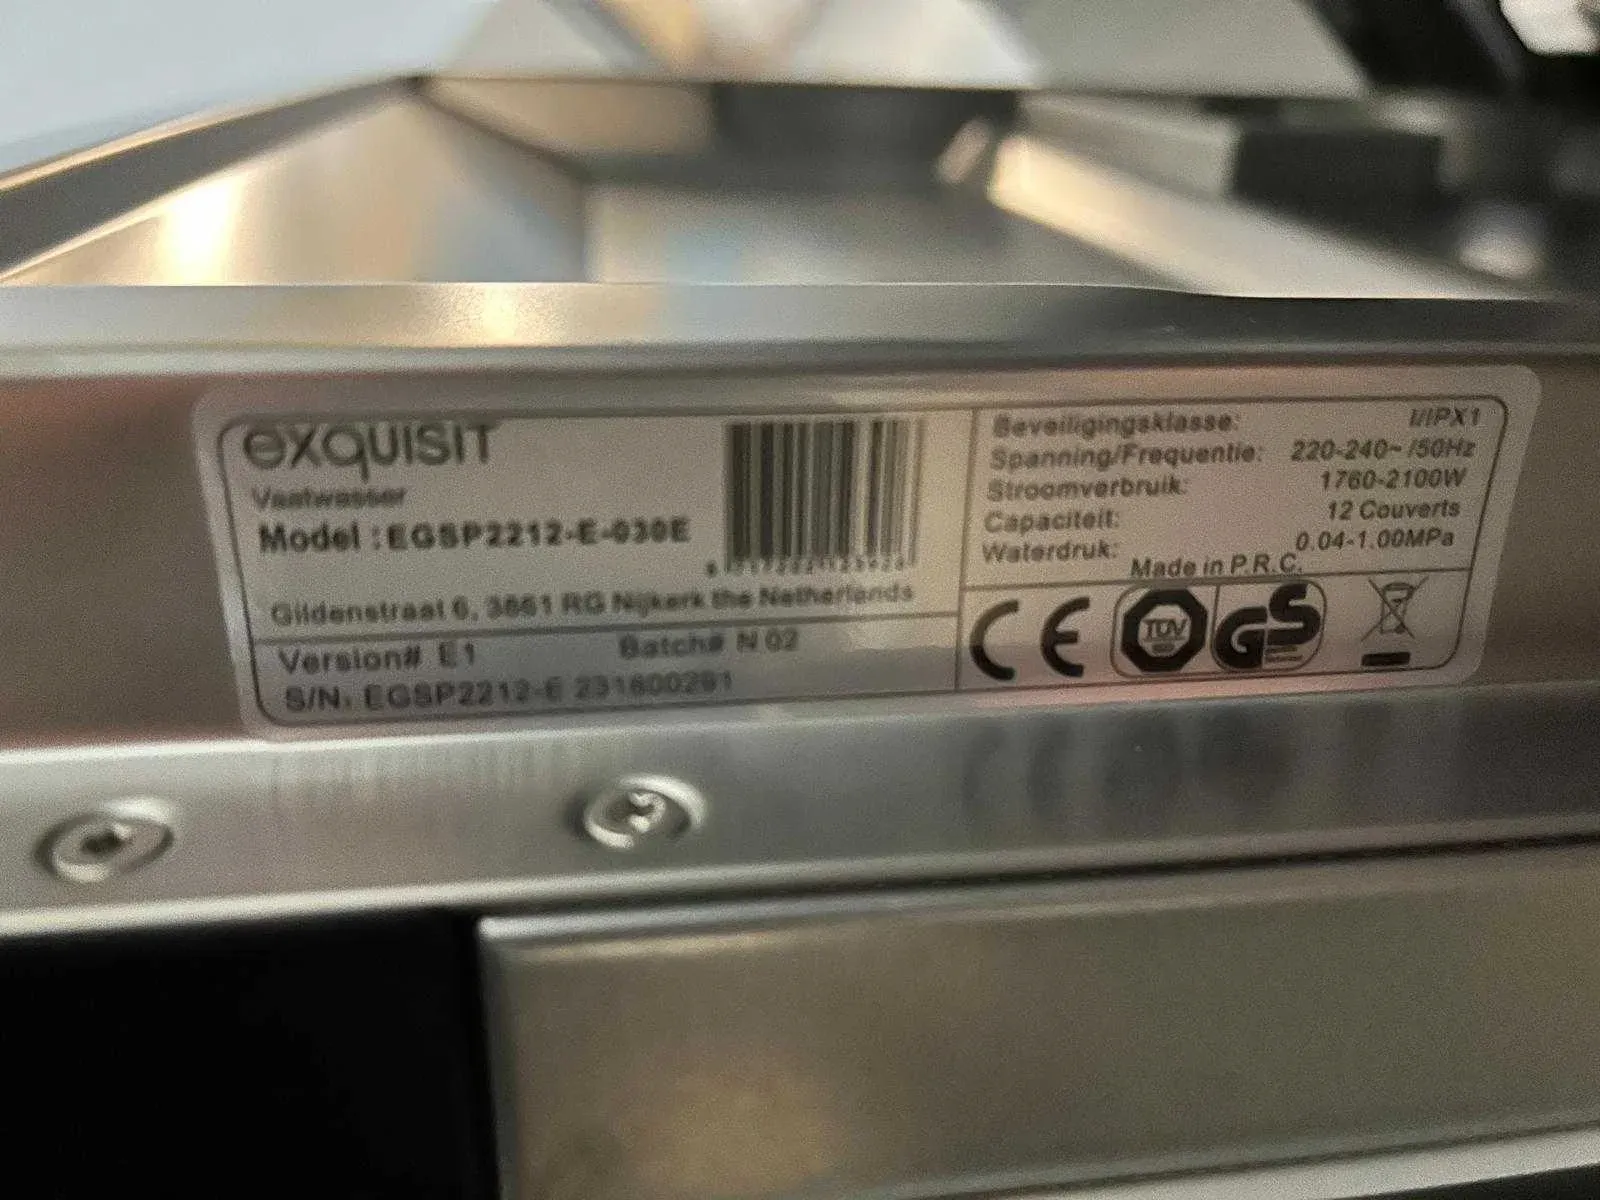 exquisit
Vaatwasser
Model : EGSP2212-E-030E
Gildenstraat 6, 3861 RG Nijkerk the Netherlands
Version# E1 Batch# N 02
S/N: EGSP2212-E 231600291
Beveiligingsklasse: I/IPX1
Spanning/Frequentie: 220-240~ /50Hz
Stroomverbruik: 1760-2100W
Capaciteit: 12 Couverts
Waterdruk: 0.04-1.00MPa
Made in P.R.C.
CE TÜV GS